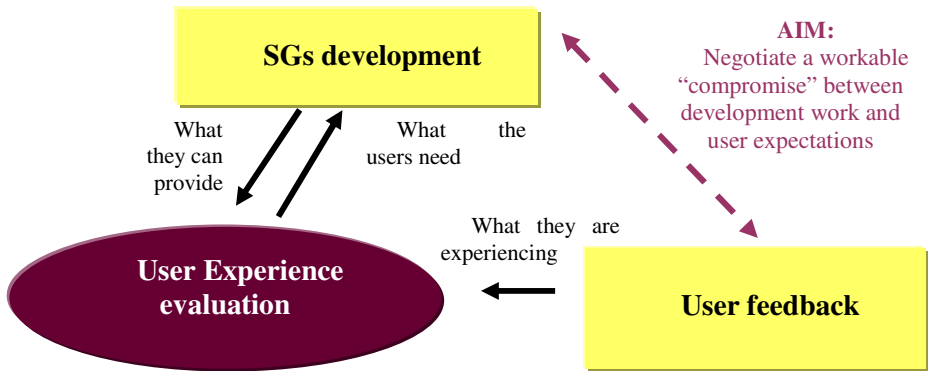 SGs development
AIM:
Negotiate a workable
“compromise” between
development work and
user expectations
What
they can
provide
What the
users need
What they are
experiencing
User Experience
evaluation
User feedback